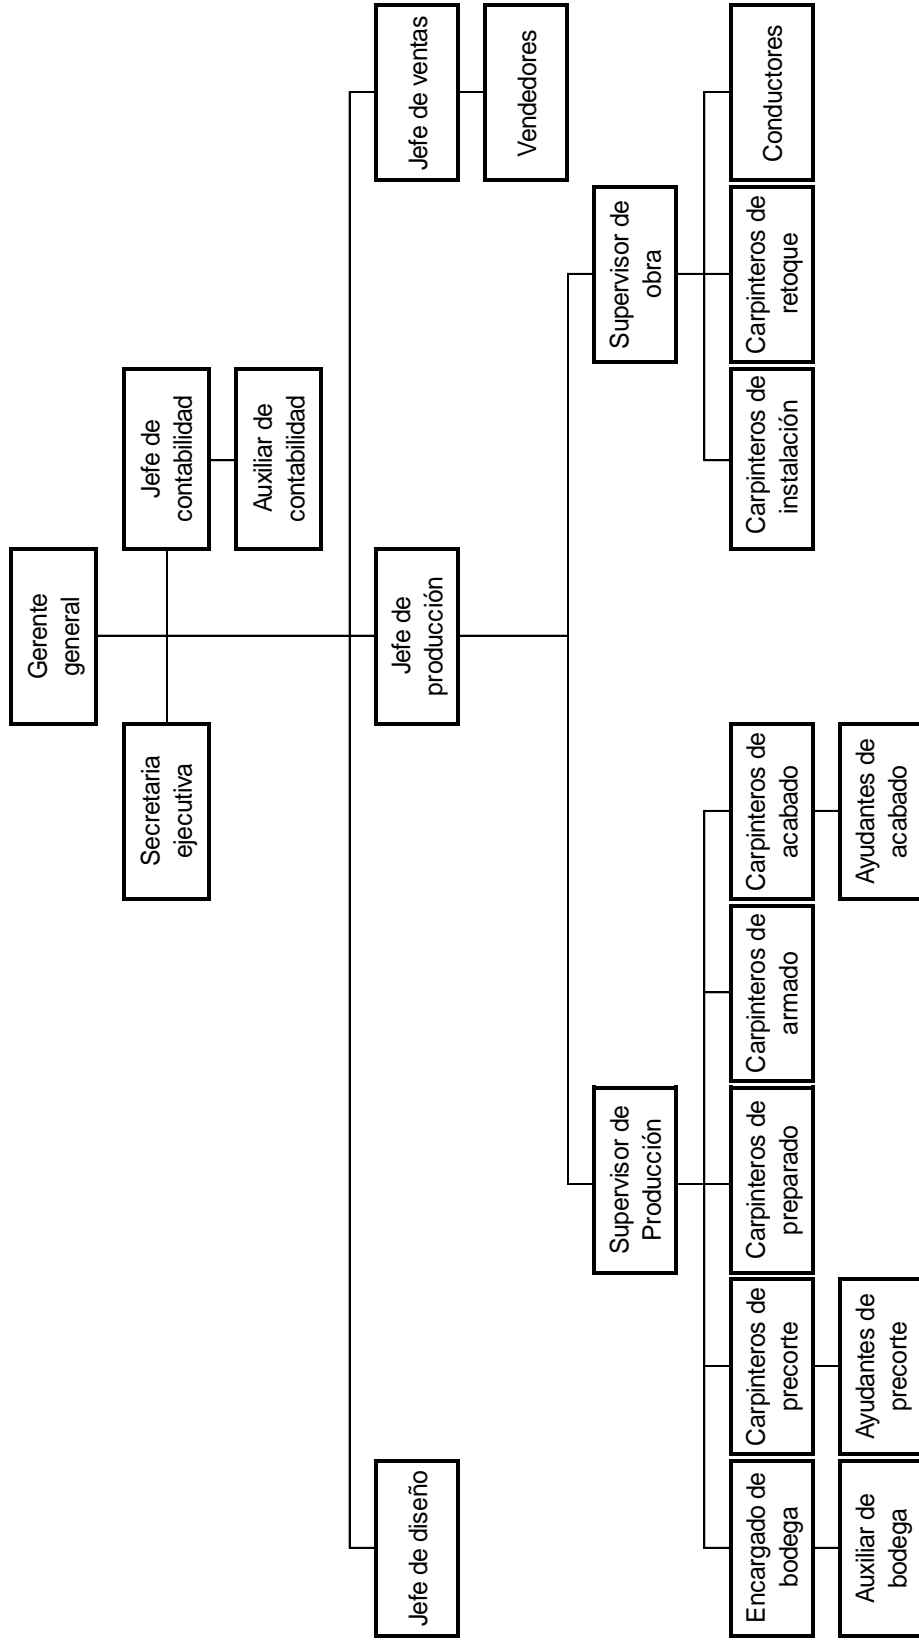 Gerente
general
Secretaria
ejecutiva
Jefe de
contabilidad
Auxiliar de
contabilidad
Jefe de diseño
Jefe de
producción
Jefe de ventas
Vendedores
Supervisor de
Producción
Supervisor de
obra
Encargado de
bodega
Carpinteros de
precorte
Carpinteros de
preparado
Carpinteros de
armado
Carpinteros de
acabado
Carpinteros de
instalación
Carpinteros de
retoque
Conductores
Auxiliar de
bodega
Ayudantes de
precorte
Ayudantes de
acabado